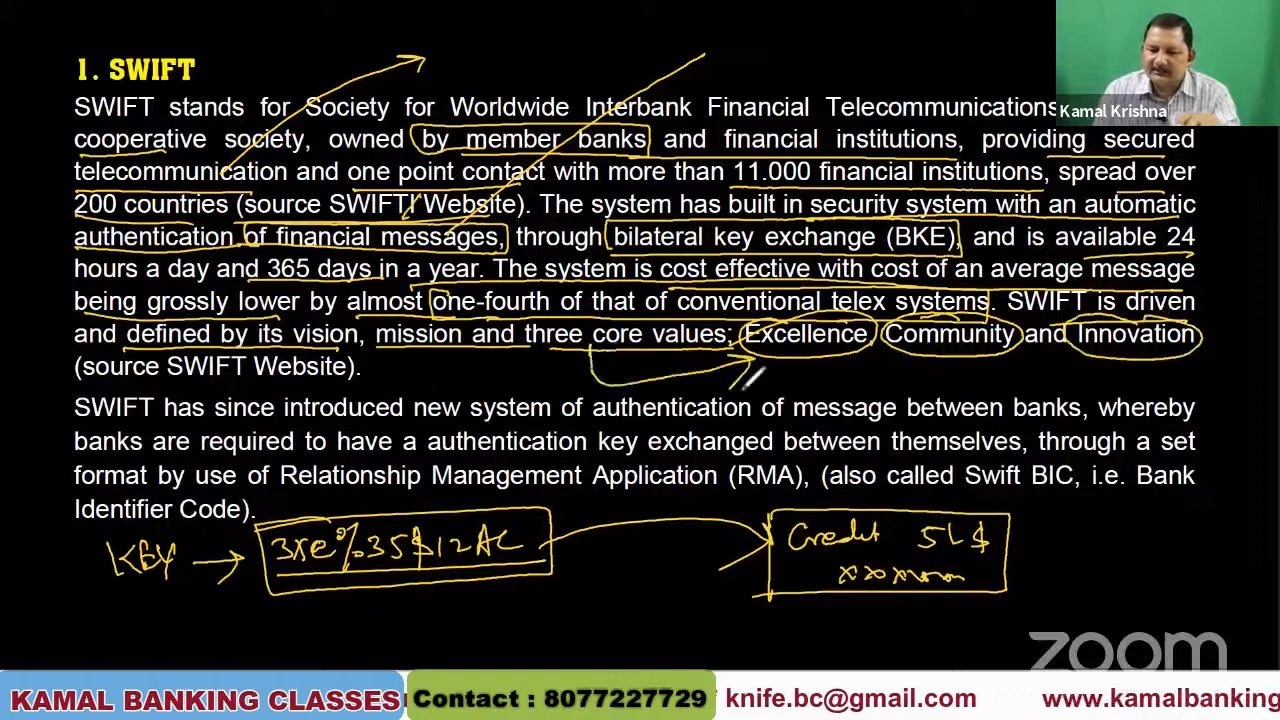 1. SWIFT
SWIFT stands for Society for Worldwide Interbank Financial Telecommunications
Kamal Krishna
cooperative society, owned by member banks and financial institutions, providing secured
telecommunication and one point contact with more than 11.000 financial institutions, spread over
200 countries (source SWIFT Website). The system has built in security system with an automatic
authentication of financial messages, through bilateral key exchange (BKE), and is available 24
hours a day and 365 days in a year. The system is cost effective with cost of an average message
being grossly lower by almost one-fourth of that of conventional telex systems. SWIFT is driven
and defined by its vision, mission and three core values; Excellence, Community and Innovation
(source SWIFT Website).
SWIFT has since introduced new system of authentication of message between banks, whereby
banks are required to have a authentication key exchanged between themselves, through a set
format by use of Relationship Management Application (RMA), (also called Swift BIC, i.e. Bank
Identifier Code).
KEY → 3xe%35$12AC Credit 5L$
zoom
KAMAL BANKING CLASSES Contact : 8077227729 knife.bc@gmail.com www.kamalbanking